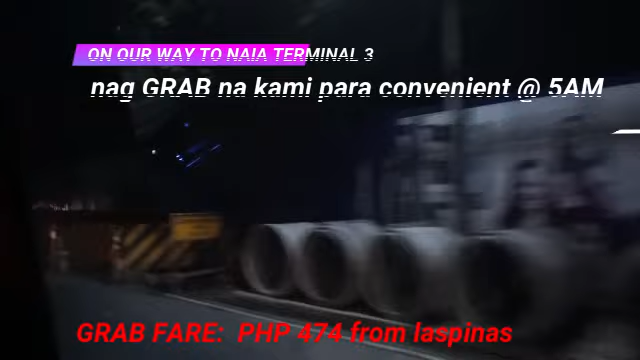 ON OUR WAY TO NAIA TERMINAL 3
nag GRAB na kami para convenient @ 5AM
GRAB FARE: PHP 474 from laspinas